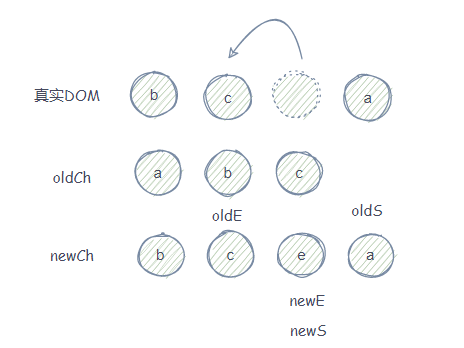 真实DOM b c a
oldCh a b c
oldE oldS
newCh b c e a
newE
newS